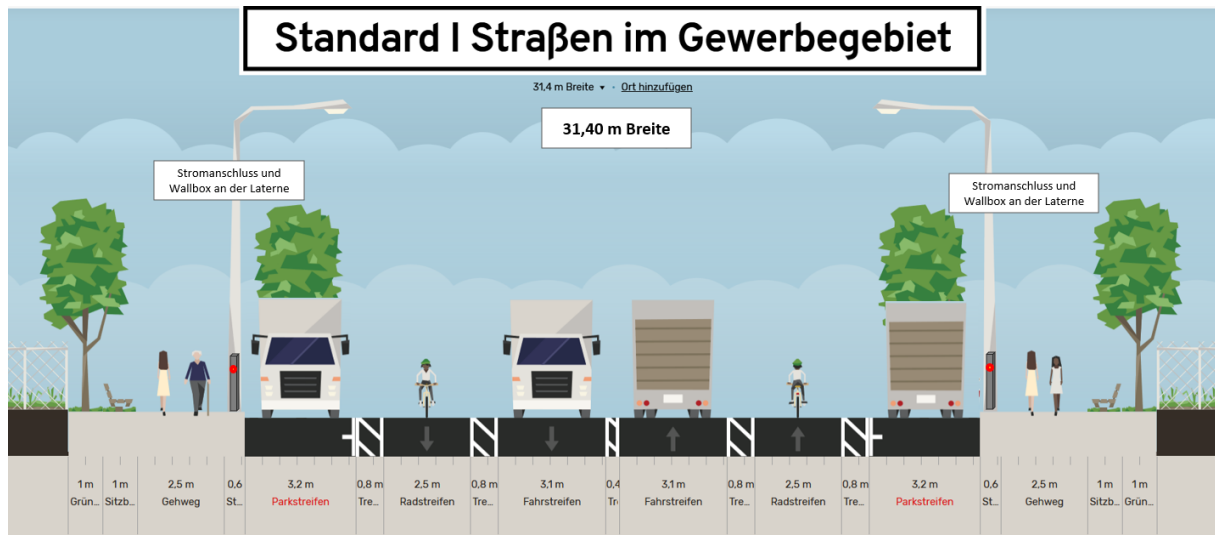 Standard I Straßen im Gewerbegebiet
31,4 m Breite ▾ · Ort hinzufügen
31,40 m Breite
Stromanschluss und
Wallbox an der Laterne
Stromanschluss und
Wallbox an der Laterne
1 m 1 m 2,5 m 0,6 3,2 m 0,8 m 2,5 m 0,8 m 3,1 m 0,4 3,1 m 0,8 m 2,5 m 0,8 m 3,2 m 0,6 2,5 m 1 m 1 m
Grün... Sitzb... Gehweg St... Parkstreifen Tre... Radstreifen Tre... Fahrstreifen Tr Fahrstreifen Tre... Radstreifen Tre... Parkstreifen St... Gehweg Sitzb... Grün...